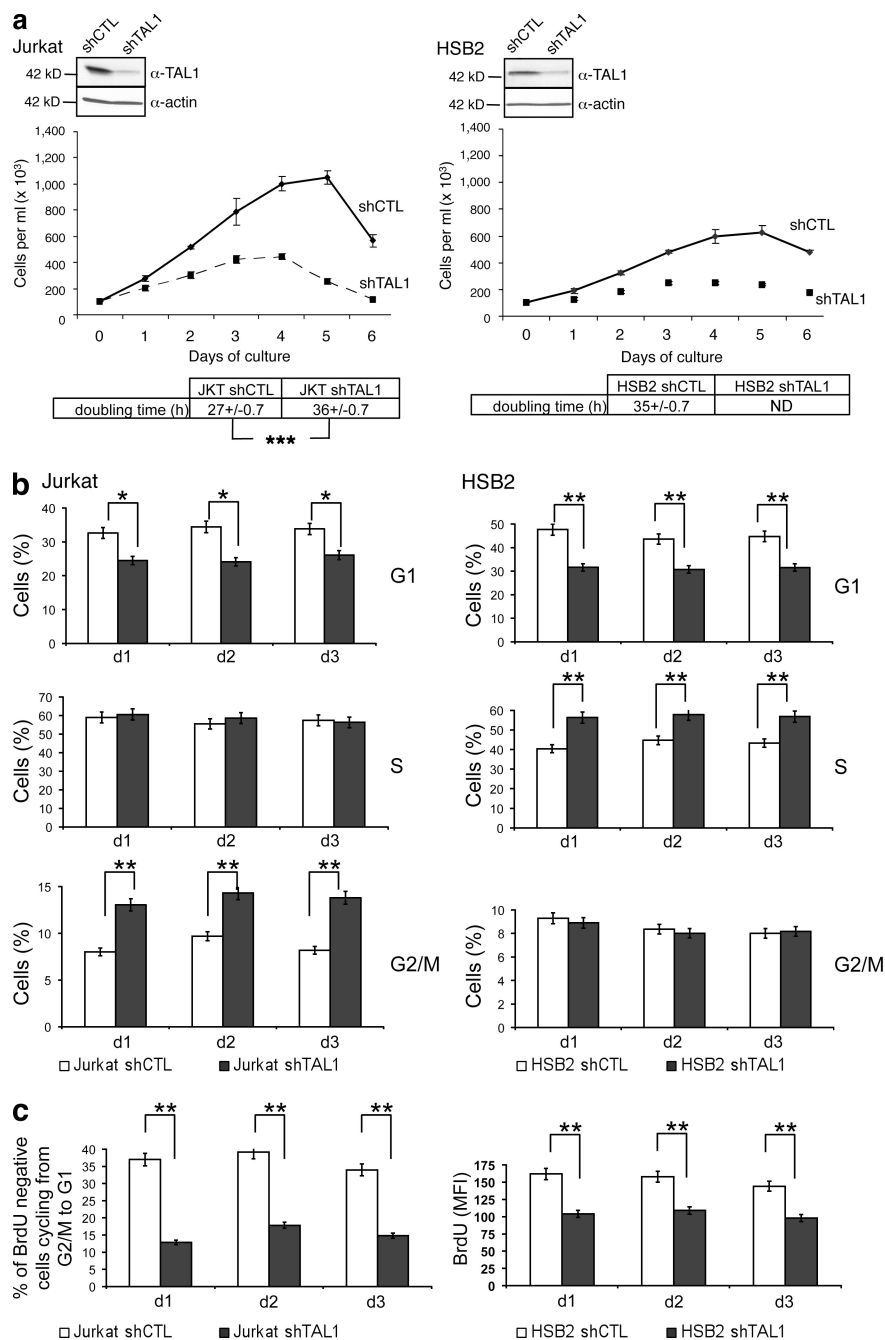 a
Jurkat
shCTL
shTAL1
42 kD
α-TAL1
42 kD
α-actin
1,400
1,200
1,000
800
600
400
200
0
Cells per ml (x 10³)
shCTL
shTAL1
0 1 2 3 4 5 6
Days of culture
JKT shCTL JKT shTAL1
doubling time (h) 27+/-0.7 36+/-0.7
***
HSB2
shCTL
shTAL1
42 kD
α-TAL1
42 kD
α-actin
1,400
1,200
1,000
800
600
400
200
0
Cells per ml (x 10³)
shCTL
shTAL1
0 1 2 3 4 5 6
Days of culture
HSB2 shCTL HSB2 shTAL1
doubling time (h) 35+/-0.7 ND
b
Jurkat
* * *
40
30
20
10
0
Cells (%)
G1
d1 d2 d3
70
60
50
40
30
20
10
0
Cells (%)
S
d1 d2 d3
** ** **
15
10
5
0
Cells (%)
G2/M
d1 d2 d3
Jurkat shCTL Jurkat shTAL1
HSB2
** ** **
50
40
30
20
10
0
Cells (%)
G1
d1 d2 d3
** ** **
60
50
40
30
20
10
0
Cells (%)
S
d1 d2 d3
10
8
6
4
2
0
Cells (%)
G2/M
d1 d2 d3
HSB2 shCTL HSB2 shTAL1
c
** ** **
40
35
30
25
20
15
10
5
0
% of BrdU negative
cells cycling from
G2/M to G1
d1 d2 d3
Jurkat shCTL Jurkat shTAL1
** ** **
175
150
125
100
75
50
25
0
BrdU (MFI)
d1 d2 d3
HSB2 shCTL HSB2 shTAL1